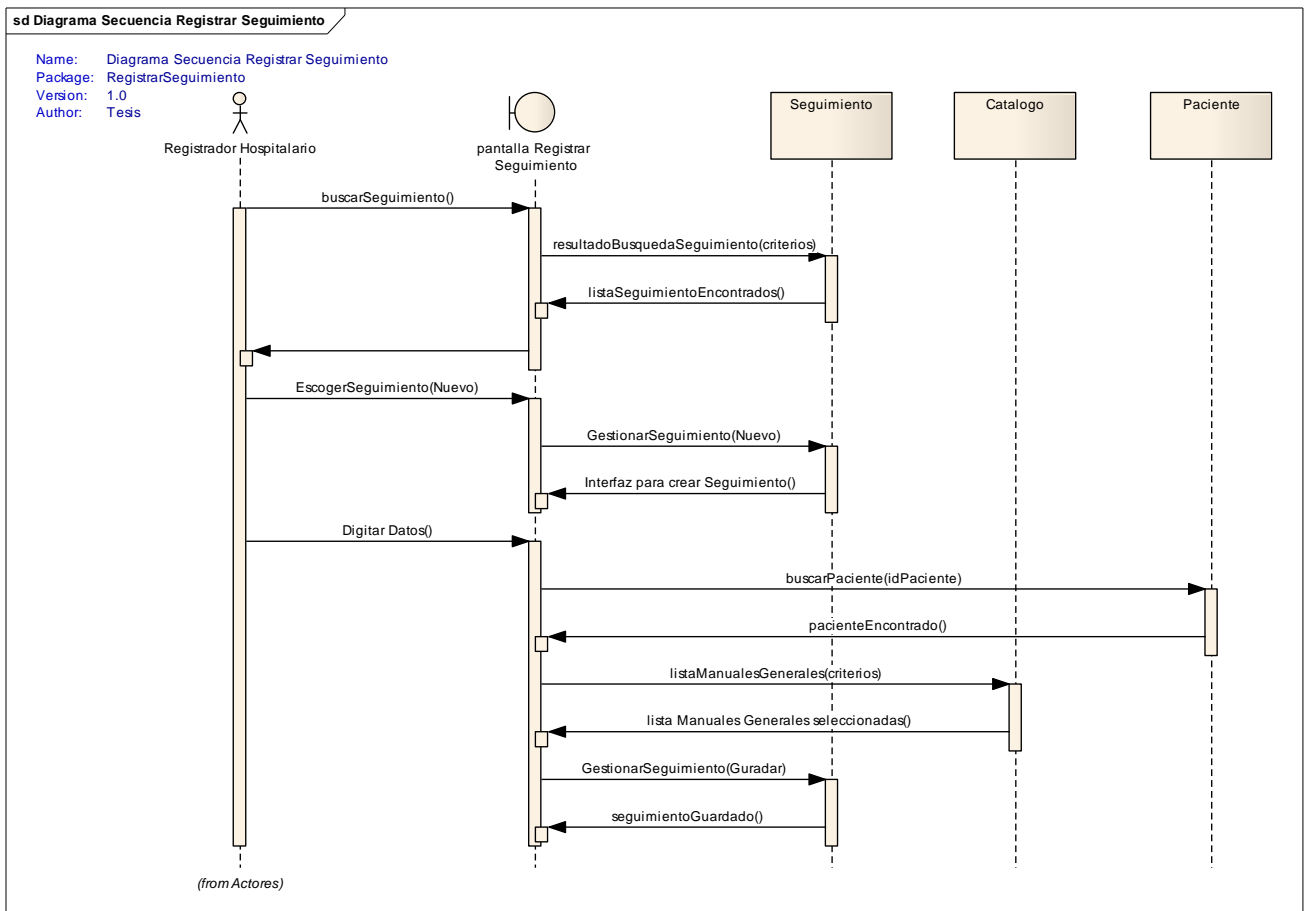 sd Diagrama Secuencia Registrar Seguimiento
Name: Diagrama Secuencia Registrar Seguimiento
Package: RegistrarSeguimiento
Version: 1.0
Author: Tesis
Registrador Hospitalario
pantalla Registrar
Seguimiento
Seguimiento
Catalogo
Paciente
buscarSeguimiento()
resultadoBusquedaSeguimiento(criterios)
listaSeguimientoEncontrados()
EscogerSeguimiento(Nuevo)
GestionarSeguimiento(Nuevo)
Interfaz para crear Seguimiento()
Digitar Datos()
buscarPaciente(idPaciente)
pacienteEncontrado()
listaManualesGenerales(criterios)
lista Manuales Generales seleccionadas()
GestionarSeguimiento(Guradar)
seguimientoGuardado()
(from Actores)